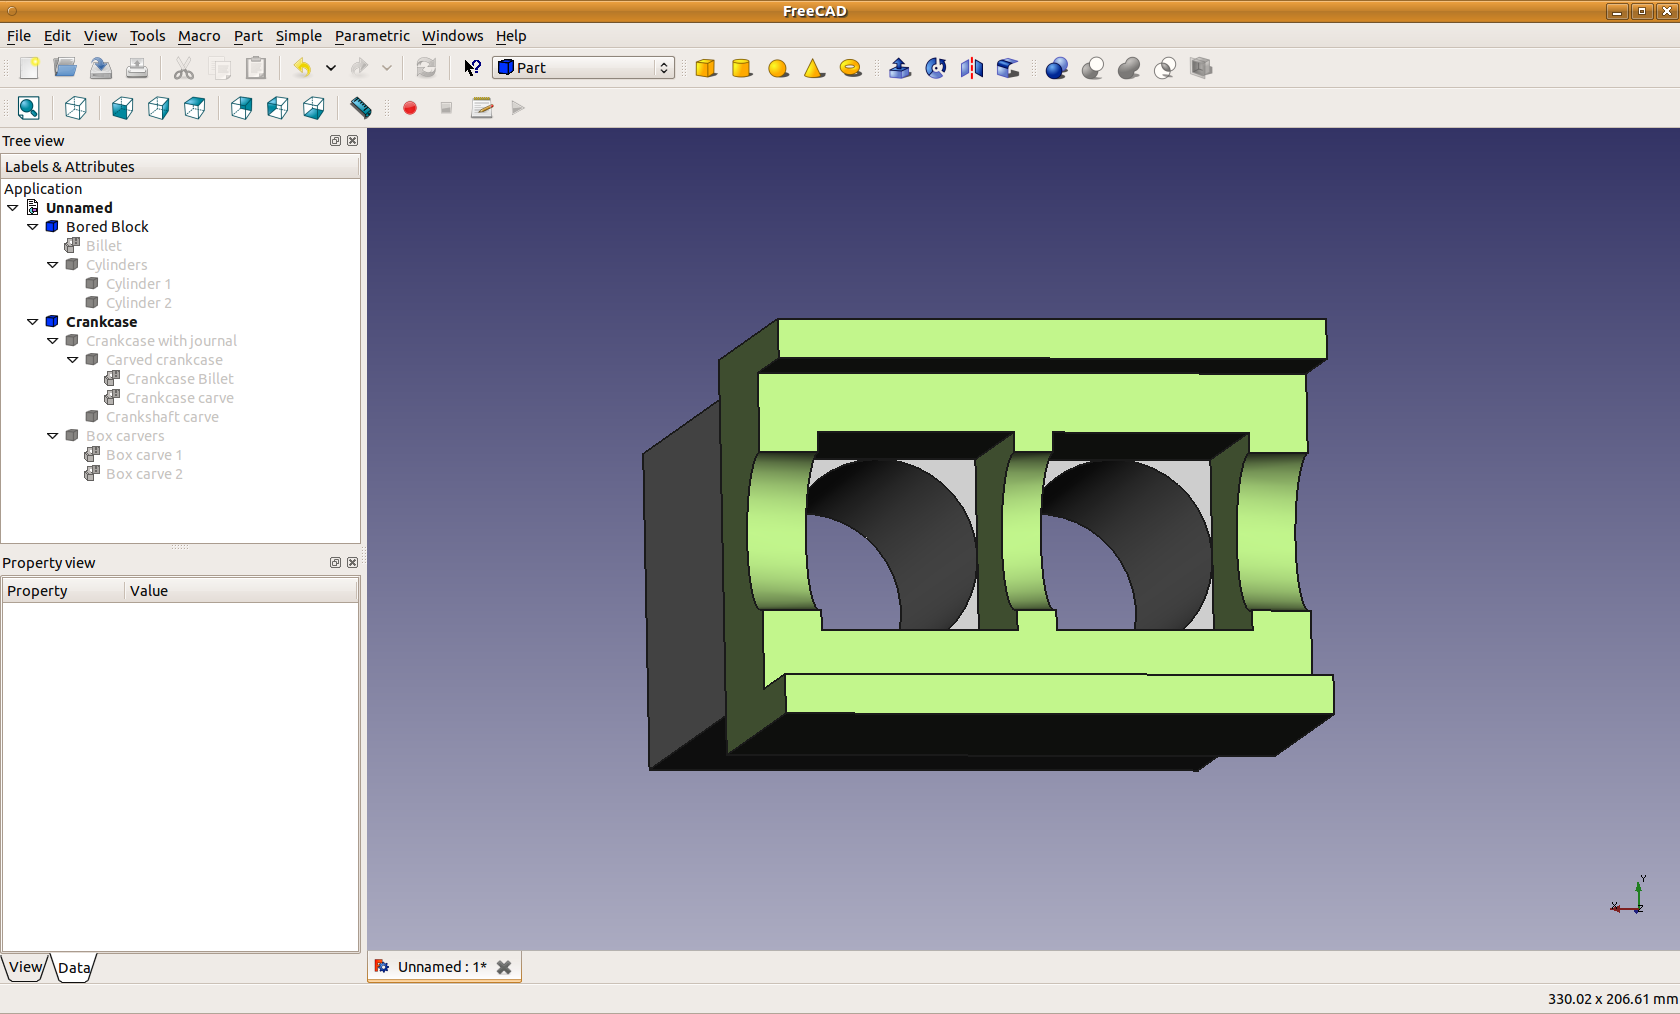 FreeCAD
File Edit View Tools Macro Part Simple Parametric Windows Help
Part
Tree view
Labels & Attributes
Application
Unnamed
Bored Block
Billet
Cylinders
Cylinder 1
Cylinder 2
Crankcase
Crankcase with journal
Carved crankcase
Crankcase Billet
Crankcase carve
Crankshaft carve
Box carvers
Box carve 1
Box carve 2
Property view
Property Value
View Data
Y
X
Z
Unnamed : 1*
330.02 x 206.61 mm